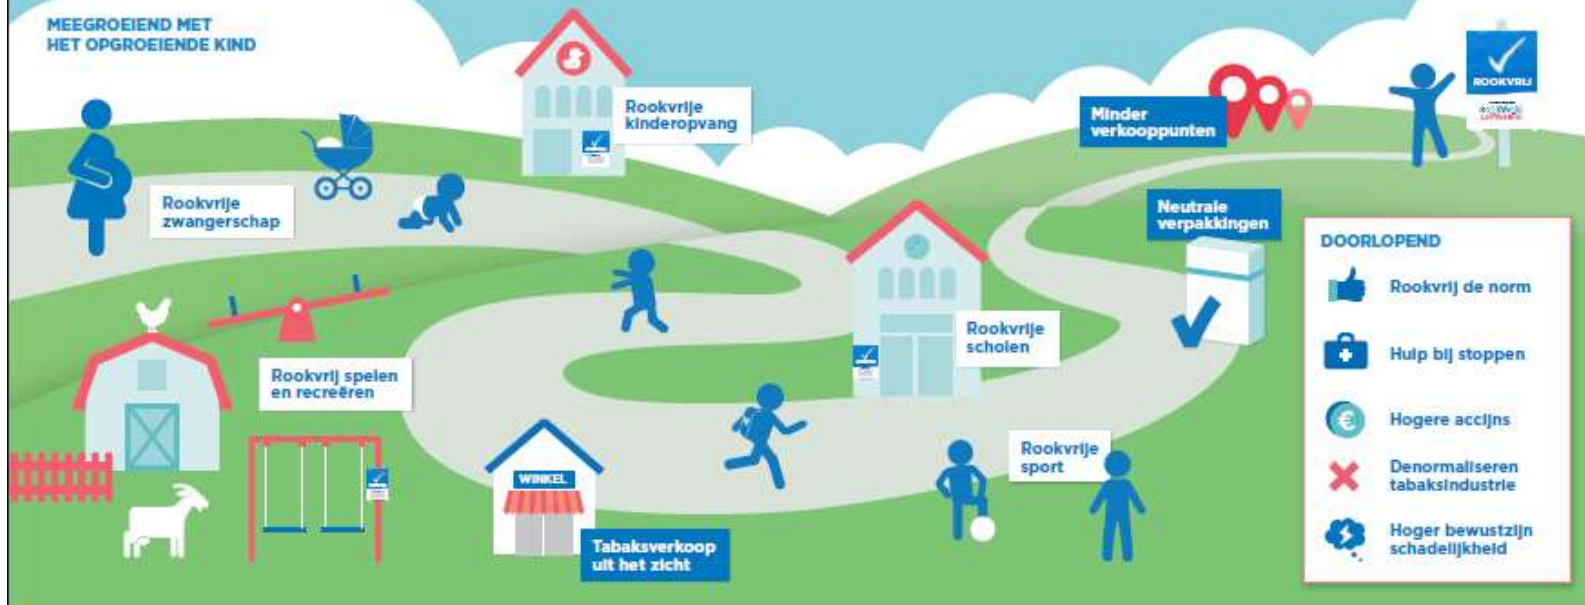 MEEGROEIEND MET
HET OPGROEIENDE KIND
Rookvrije
kinderopvang
Minder
verkooppunten
ROOKVRIJ
Rookvrije
zwangerschap
Neutrale
verpakkingen
DOORLOPEND
Rookvrij de norm
Hulp bij stoppen
Hogere accijns
Denormaliseren
tabaksindustrie
Hoger bewustzijn
schadelijkheid
Rookvrije
scholen
Rookvrij spelen
en recreëren
Rookvrije
sport
WINKEL
Tabaksverkoop
uit het zicht